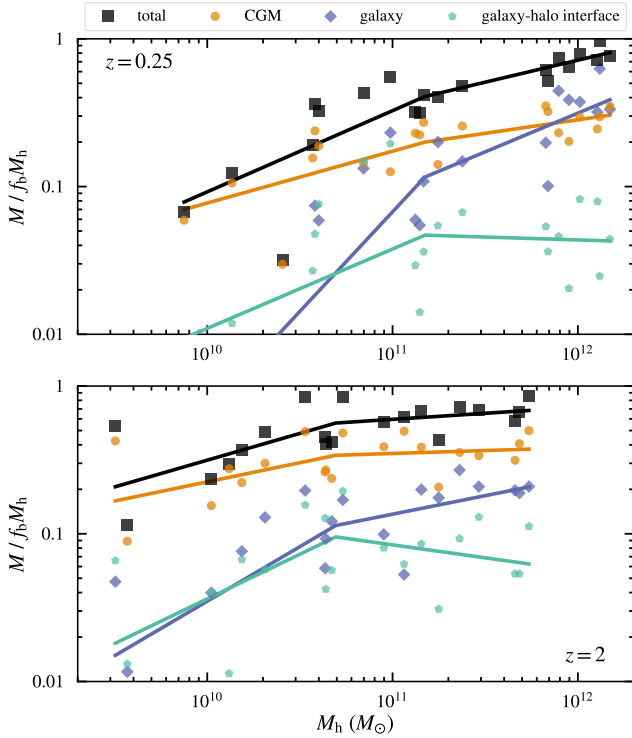 total CGM galaxy galaxy-halo interface
z = 0.25
1
0.1
0.01
M / f_b M_h
10^10 10^11 10^12
1
0.1
0.01
M / f_b M_h
z = 2
10^10 10^11 10^12
M_h (M_⊙)